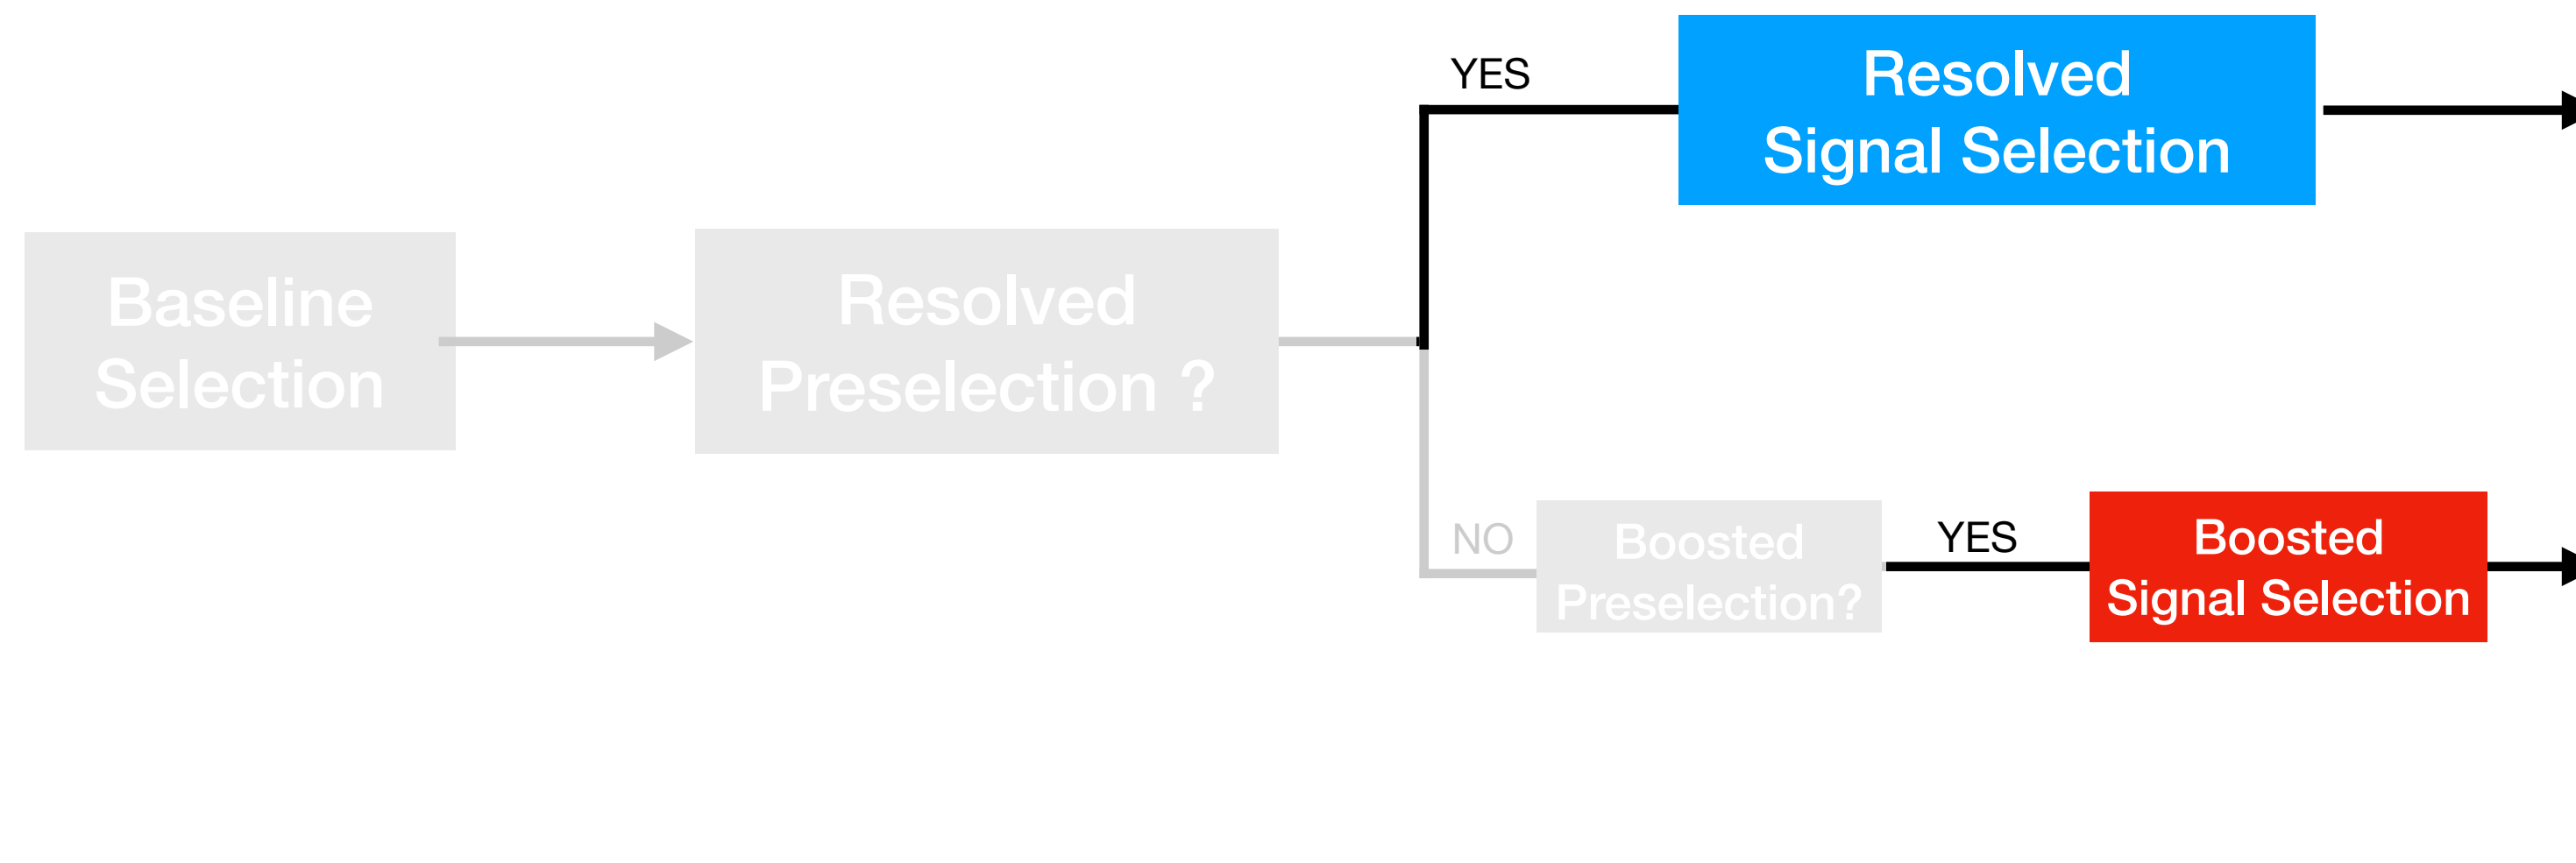 YES
Resolved
Signal Selection
Baseline
Selection
Resolved
Preselection ?
NO
Boosted
Preselection?
YES
Boosted
Signal Selection